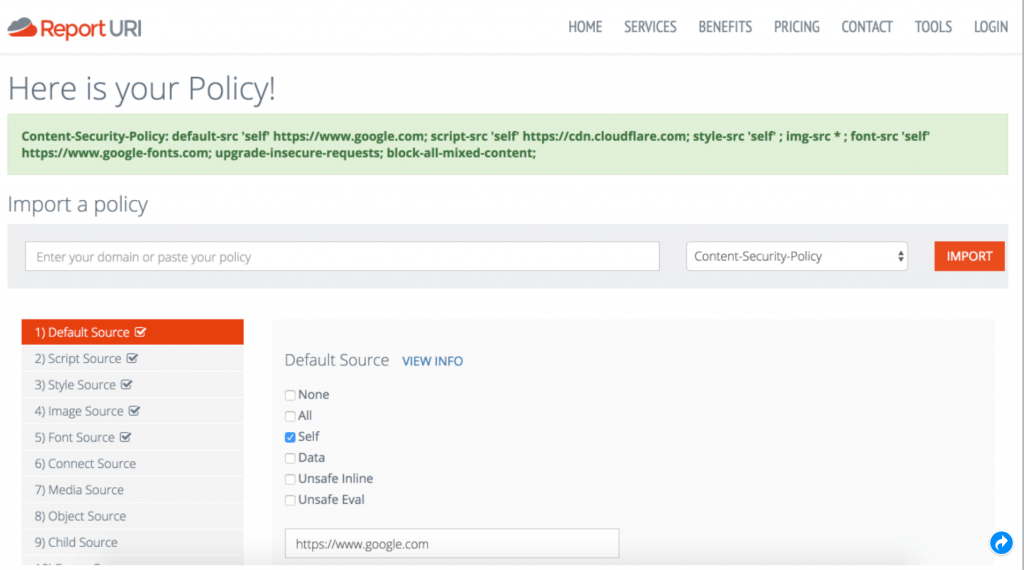 Report URI
HOME SERVICES BENEFITS PRICING CONTACT TOOLS LOGIN
Here is your Policy!
Content-Security-Policy: default-src 'self' https://www.google.com; script-src 'self' https://cdn.cloudflare.com; style-src 'self' ; img-src * ; font-src 'self'
https://www.google-fonts.com; upgrade-insecure-requests; block-all-mixed-content;
Import a policy
Enter your domain or paste your policy
Content-Security-Policy
IMPORT
1) Default Source
2) Script Source
3) Style Source
4) Image Source
5) Font Source
6) Connect Source
7) Media Source
8) Object Source
9) Child Source
Default Source VIEW INFO
None
All
Self
Data
Unsafe Inline
Unsafe Eval
https://www.google.com